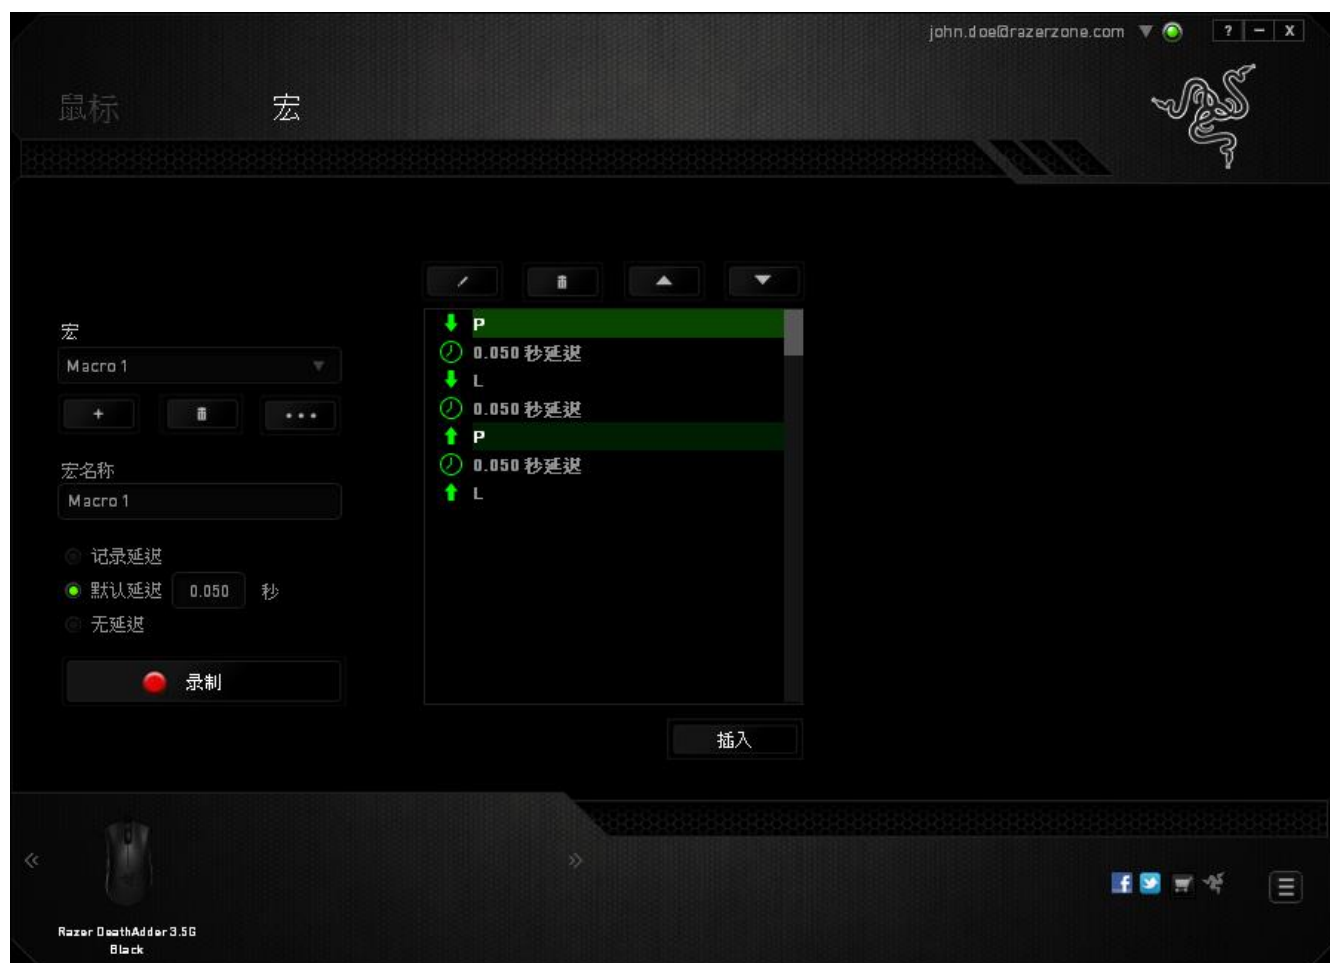 john.doe@razerzone.com
? – X
鼠标
宏
宏
Macro 1
宏名称
Macro 1
记录延迟
默认延迟 0.050 秒
无延迟
录制
P
0.050 秒延迟
L
0.050 秒延迟
P
0.050 秒延迟
L
插入
Razer DeathAdder 3.5G
Black